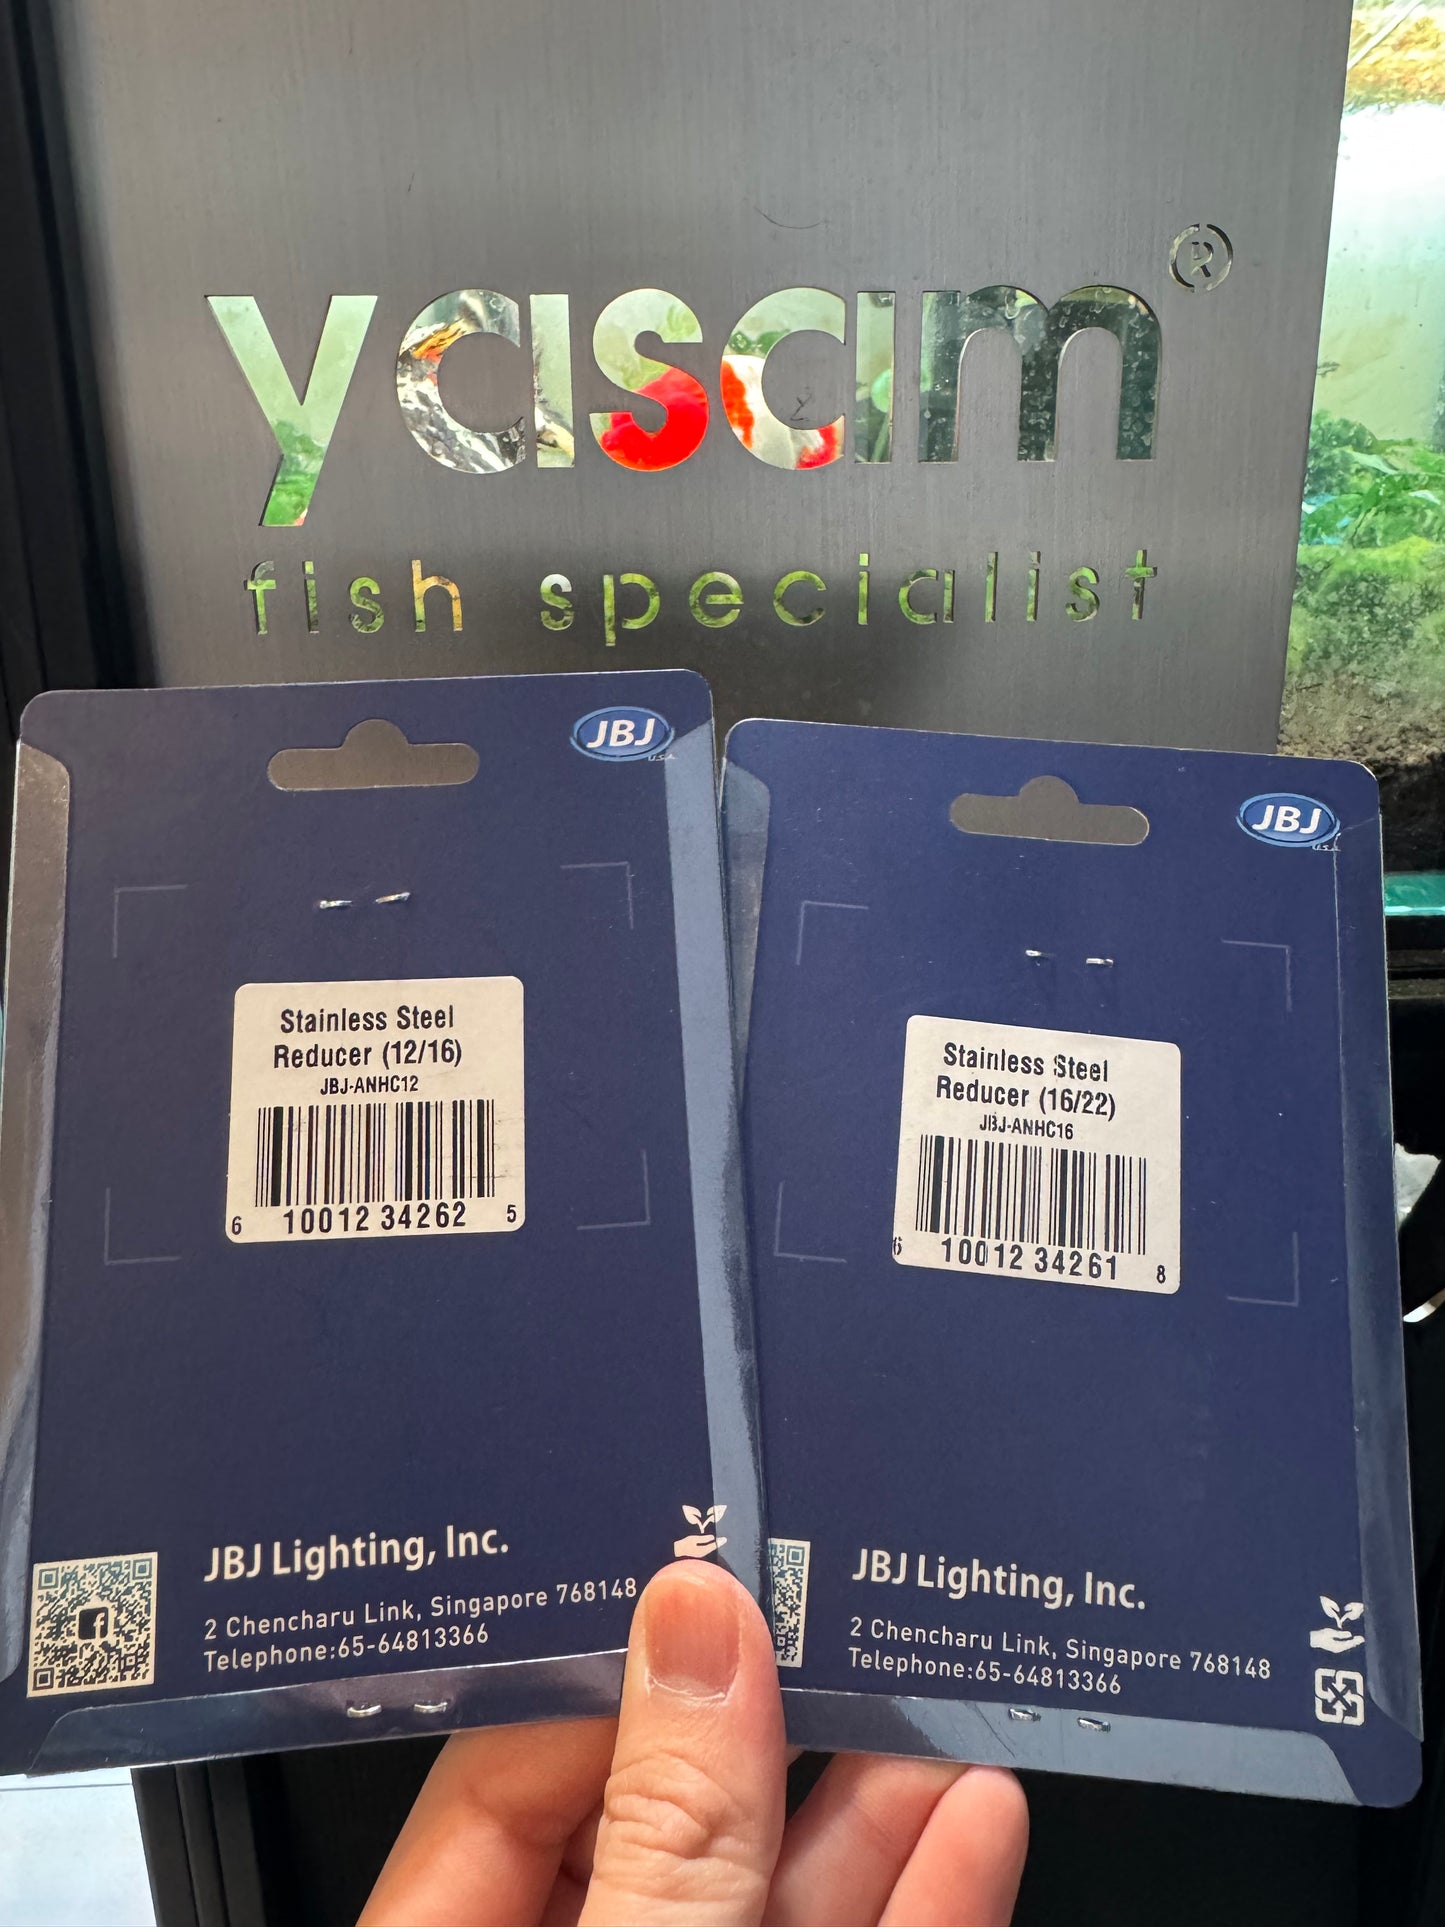 yasam®
fish specialist
JBJ
U.S.A.
Stainless Steel
Reducer (12/16)
JBJ-ANHC12
6 10012 34262 5
JBJ Lighting, Inc.
2 Chencharu Link, Singapore 768148
Telephone:65-64813366
f
JBJ
U.S.A.
Stainless Steel
Reducer (16/22)
JBJ-ANHC16
6 10012 34261 8
JBJ Lighting, Inc.
2 Chencharu Link, Singapore 768148
Telephone:65-64813366